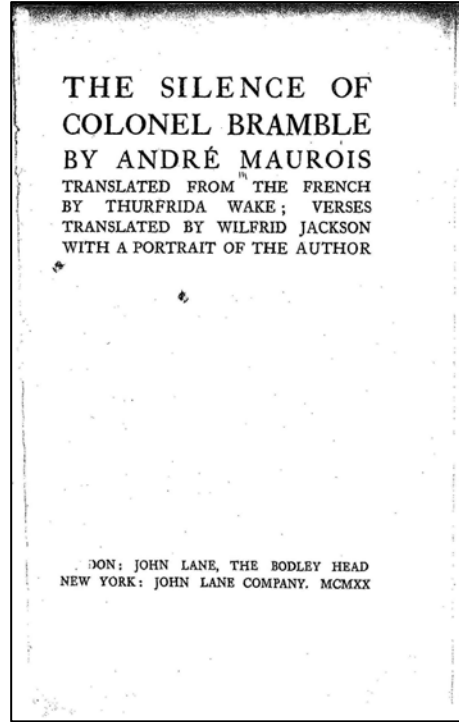 THE SILENCE OF
COLONEL BRAMBLE
BY ANDRÉ MAUROIS
TRANSLATED FROM THE FRENCH
BY THURFRIDA WAKE; VERSES
TRANSLATED BY WILFRID JACKSON
WITH A PORTRAIT OF THE AUTHOR
JOHN LANE, THE BODLEY HEAD
NEW YORK: JOHN LANE COMPANY. MCMXX